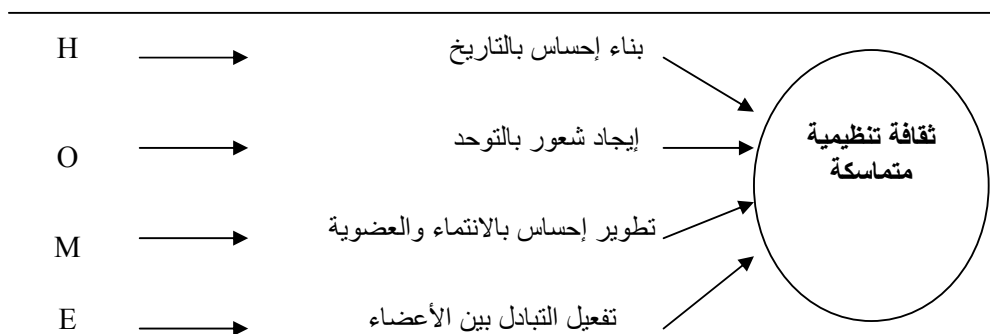 H
بناء إحساس بالتاريخ
O
إيجاد شعور بالتوحد
M
تطوير إحساس بالانتماء والعضوية
E
تفعيل التبادل بين الأعضاء
ثقافة تنظيمية
متماسكة